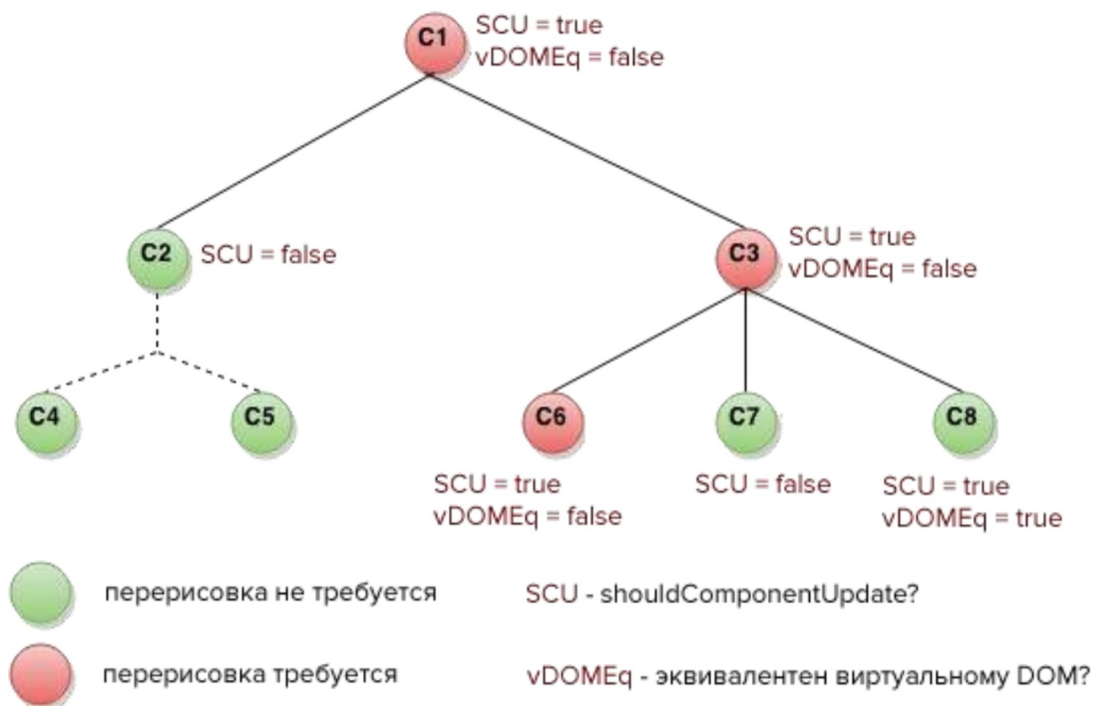 C1
SCU = true
vDOMEq = false
C2
SCU = false
C3
SCU = true
vDOMEq = false
C4
C5
C6
C7
C8
SCU = true
vDOMEq = false
SCU = false
SCU = true
vDOMEq = true
перерисовка не требуется
SCU - shouldComponentUpdate?
перерисовка требуется
vDOMEq - эквивалентен виртуальному DOM?